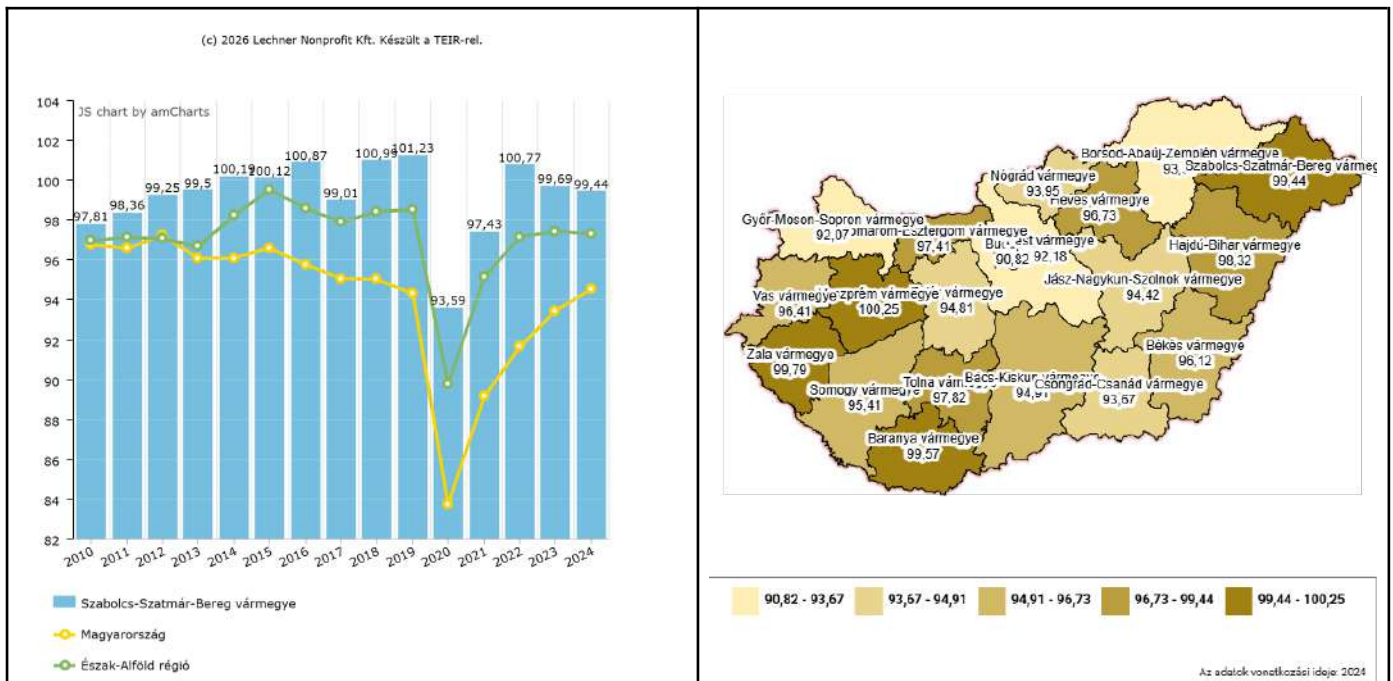 (c) 2026 Lechner Nonprofit Kft. Készült a TEIR-rel.
JS chart by amCharts
104
102
100
98
96
94
92
90
88
86
84
82
97,81
98,36
99,25
99,5
100,19
100,12
100,87
99,01
100,99
101,23
93,59
97,43
100,77
99,69
99,44
2010
2011
2012
2013
2014
2015
2016
2017
2018
2019
2020
2021
2022
2023
2024
Szabolcs-Szatmár-Bereg vármegye
Magyarország
Észak-Alföld régió
Borsod-Abaúj-Zemplén vármegye
Szabolcs-Szatmár-Bereg
99,44
Nógrád vármegye
93,95
Heves vármegye
96,73
Győr-Moson-Sopron vármegye
92,07
vármegye
97,41
vármegye
90,82
92,18
Hajdú-Bihar vármegye
98,32
Jász-Nagykun-Szolnok vármegye
94,42
Vas vármegye
96,41
vármegye
100,25
vármegye
94,81
Békés vármegye
96,12
Zala vármegye
99,79
Somogy vármegye
95,41
Tolna
97,82
Bács-Kiskun
94,91
Csongrád-Csanád vármegye
93,67
Baranya vármegye
99,57
90,82 - 93,67
93,67 - 94,91
94,91 - 96,73
96,73 - 99,44
99,44 - 100,25
Az adatok vonatkozási ideje: 2024